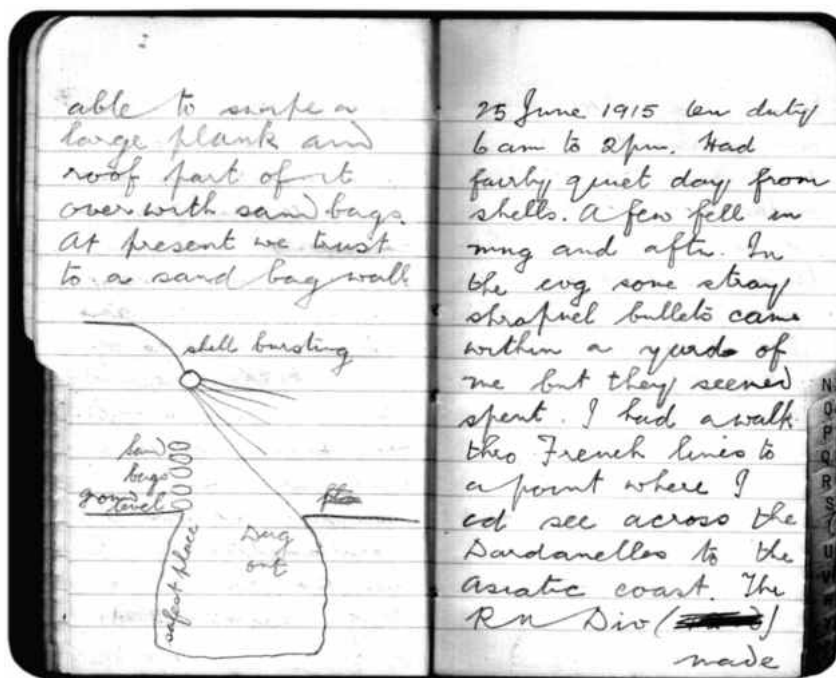 able to swipe a
large plank and
roof part of it
over with sand bags.
At present we trust
to a sand bag wall
shell bursting
sand
bags
ground
level
safest place
Dug
out
25 June 1915 On duty
6 am to 2 pm. Had
fairly quiet day from
shells. A few fell in
mng and aftn. In
the evg some stray
shrapnel bullets came
within a yard of
me but they seemed
spent. I had a walk
thro French lines to
a point where I
cd see across the
Dardanelles to the
Asiatic coast. The
RN Div
made
N
O
P
Q
R
S
T
U
V
W